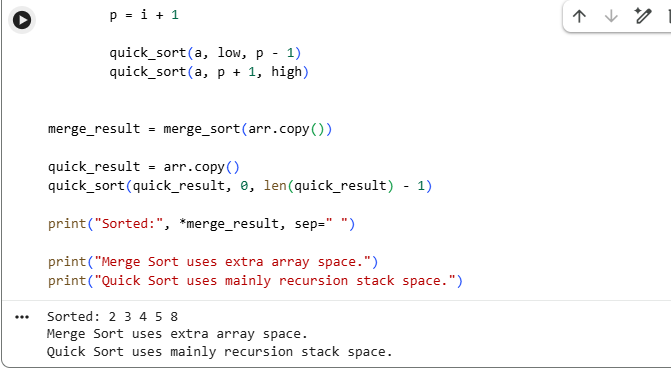 p = i + 1
quick_sort(a, low, p - 1)
quick_sort(a, p + 1, high)
merge_result = merge_sort(arr.copy())
quick_result = arr.copy()
quick_sort(quick_result, 0, len(quick_result) - 1)
print("Sorted:", *merge_result, sep=" ")
print("Merge Sort uses extra array space.")
print("Quick Sort uses mainly recursion stack space.")
Sorted: 2 3 4 5 8
Merge Sort uses extra array space.
Quick Sort uses mainly recursion stack space.